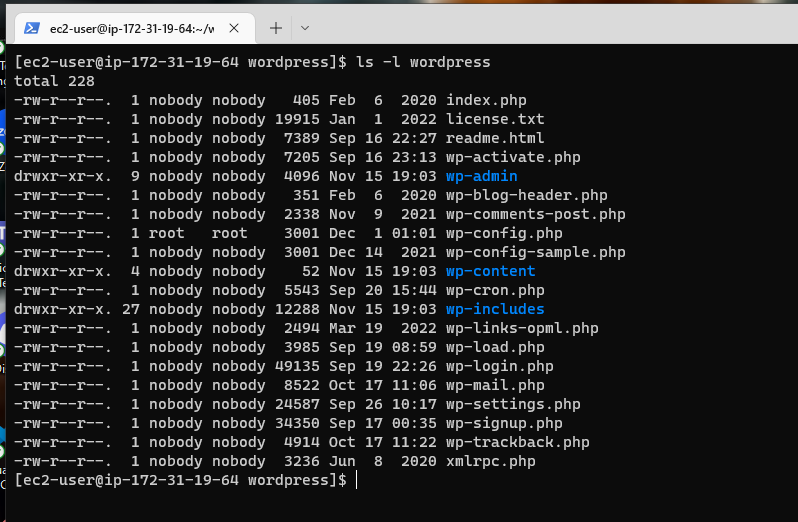 ec2-user@ip-172-31-19-64:~/w
[ec2-user@ip-172-31-19-64 wordpress]$ ls -l wordpress
total 228
-rw-r--r--.  1 nobody nobody   405 Feb  6  2020 index.php
-rw-r--r--.  1 nobody nobody 19915 Jan  1  2022 license.txt
-rw-r--r--.  1 nobody nobody  7389 Sep 16 22:27 readme.html
-rw-r--r--.  1 nobody nobody  7205 Sep 16 23:13 wp-activate.php
drwxr-xr-x.  9 nobody nobody  4096 Nov 15 19:03 wp-admin
-rw-r--r--.  1 nobody nobody   351 Feb  6  2020 wp-blog-header.php
-rw-r--r--.  1 nobody nobody  2338 Nov  9  2021 wp-comments-post.php
-rw-r--r--.  1 root   root    3001 Dec  1 01:01 wp-config.php
-rw-r--r--.  1 nobody nobody  3001 Dec 14  2021 wp-config-sample.php
drwxr-xr-x.  4 nobody nobody    52 Nov 15 19:03 wp-content
-rw-r--r--.  1 nobody nobody  5543 Sep 20 15:44 wp-cron.php
drwxr-xr-x. 27 nobody nobody 12288 Nov 15 19:03 wp-includes
-rw-r--r--.  1 nobody nobody  2494 Mar 19  2022 wp-links-opml.php
-rw-r--r--.  1 nobody nobody  3985 Sep 19 08:59 wp-load.php
-rw-r--r--.  1 nobody nobody 49135 Sep 19 22:26 wp-login.php
-rw-r--r--.  1 nobody nobody  8522 Oct 17 11:06 wp-mail.php
-rw-r--r--.  1 nobody nobody 24587 Sep 26 10:17 wp-settings.php
-rw-r--r--.  1 nobody nobody 34350 Sep 17 00:35 wp-signup.php
-rw-r--r--.  1 nobody nobody  4914 Oct 17 11:22 wp-trackback.php
-rw-r--r--.  1 nobody nobody  3236 Jun  8  2020 xmlrpc.php
[ec2-user@ip-172-31-19-64 wordpress]$